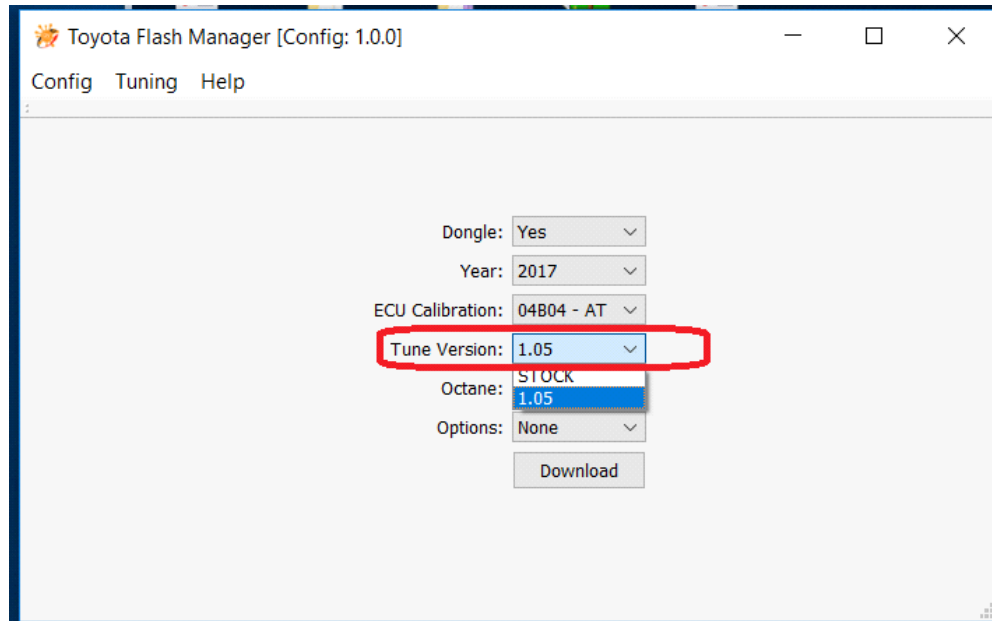 Toyota Flash Manager [Config: 1.0.0]
Config Tuning Help
Dongle: Yes
Year: 2017
ECU Calibration: 04B04 - AT
Tune Version: 1.05
STOCK
Octane: 1.05
Options: None
Download